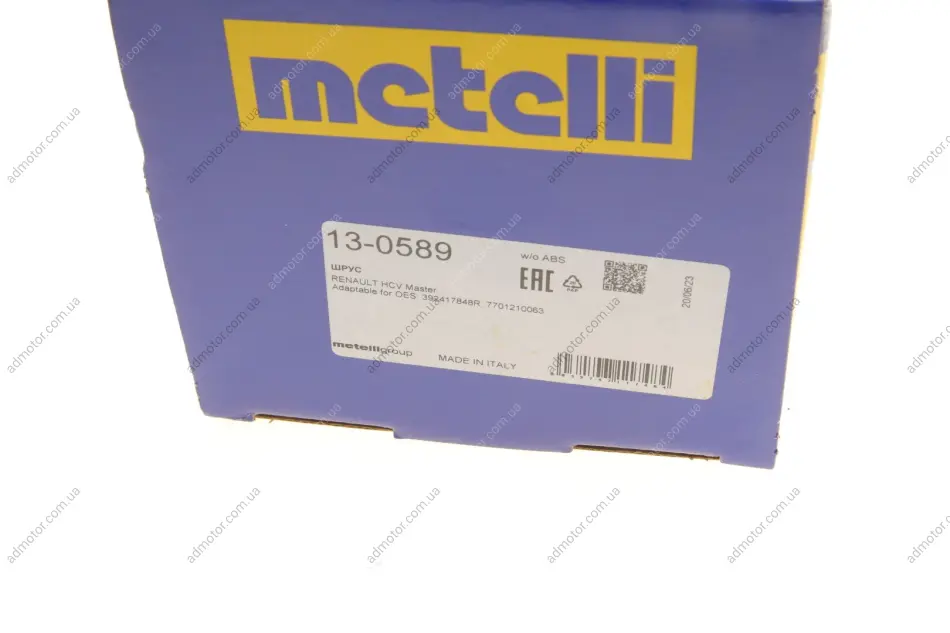 metelli
13-0589
w/o ABS
ШРУС
EAC
RENAULT HCV Master
Adaptable for OES: 392417848R 7701210063
20/06/23
metelligroup
MADE IN ITALY
admotor.com.ua